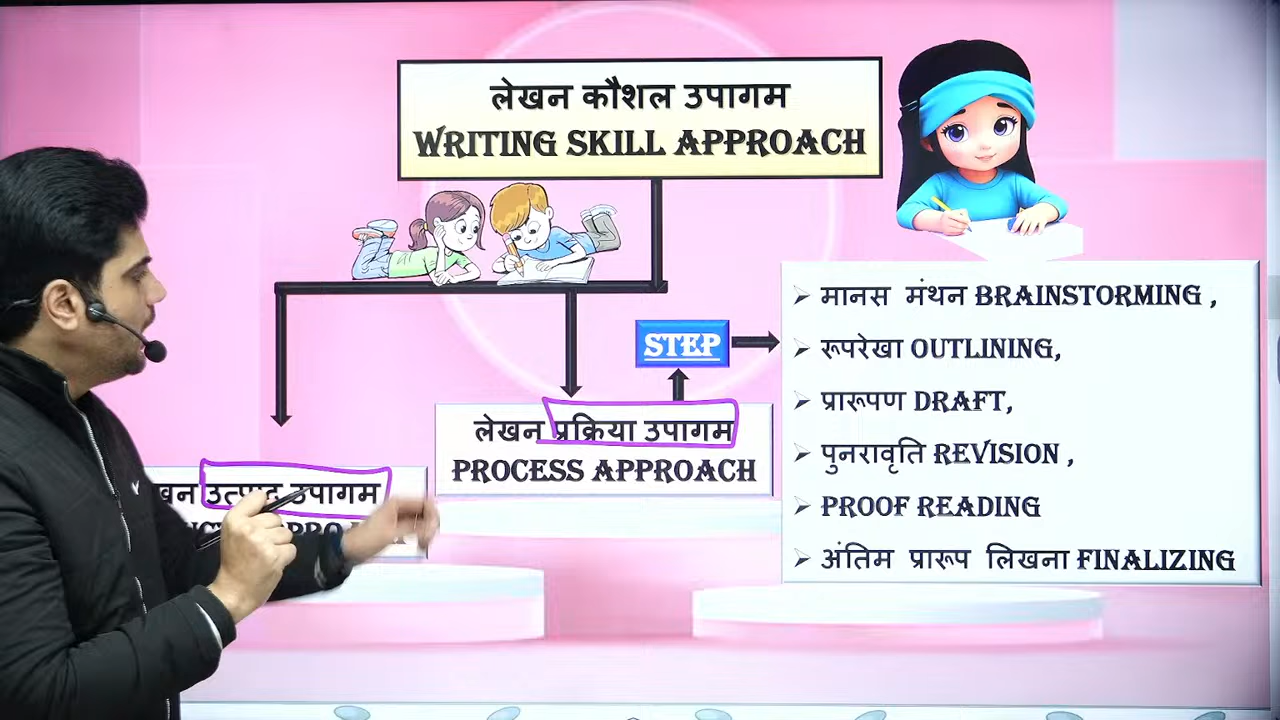 लेखन कौशल उपागम
WRITING SKILL APPROACH
STEP
लेखन प्रक्रिया उपागम
PROCESS APPROACH
उत्पाद उपागम
➢ मानस मंथन BRAINSTORMING ,
➢ रूपरेखा OUTLINING,
➢ प्रारूपण DRAFT,
➢ पुनरावृति REVISION ,
➢ PROOF READING
➢ अंतिम प्रारूप लिखना FINALIZING